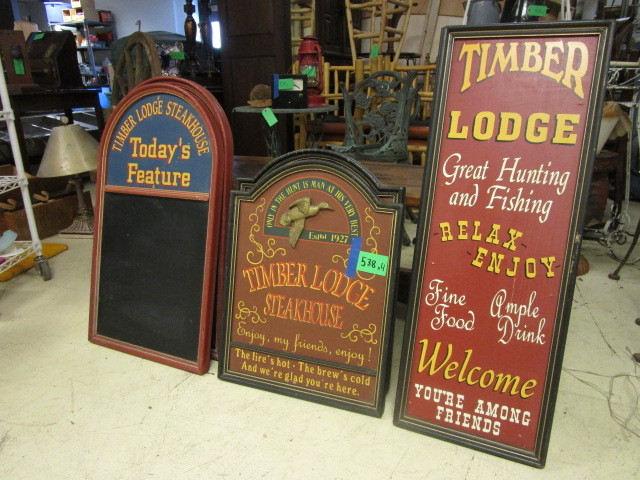 TIMBER LODGE STEAKHOUSE
Today's
Feature
ONLY IN THE HUNT IS MAN AT HIS VERY BEST
Estbl 1927
538 x4
TIMBER LODGE
STEAKHOUSE
Enjoy, my friends, enjoy!
The fire's hot - The brew's cold
And we're glad you're here.
TIMBER
LODGE
Great Hunting
and Fishing
RELAX
ENJOY
Fine
Food
Ample
Drink
Welcome
YOU'RE AMONG
FRIENDS